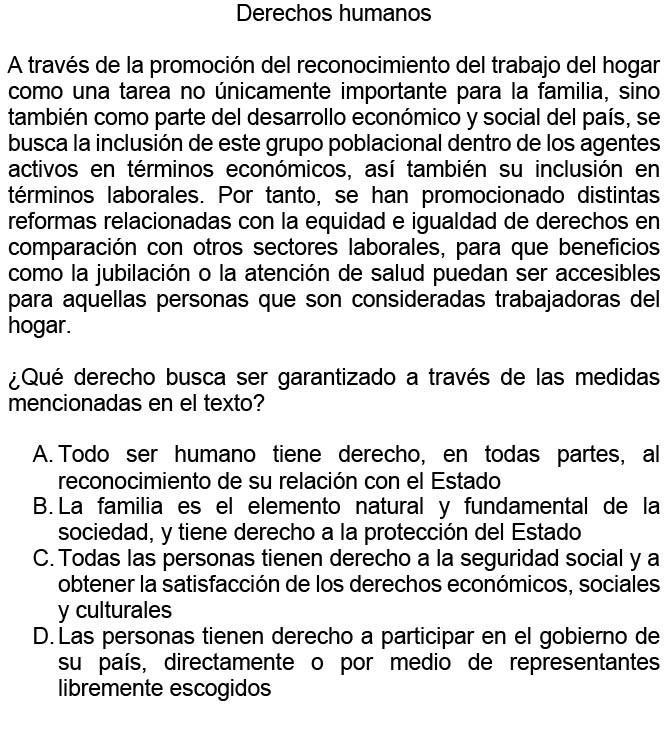 Derechos humanos
A través de la promoción del reconocimiento del trabajo del hogar
como una tarea no únicamente importante para la familia, sino
también como parte del desarrollo económico y social del país, se
busca la inclusión de este grupo poblacional dentro de los agentes
activos en términos económicos, así también su inclusión en
términos laborales. Por tanto, se han promocionado distintas
reformas relacionadas con la equidad e igualdad de derechos en
comparación con otros sectores laborales, para que beneficios
como la jubilación o la atención de salud puedan ser accesibles
para aquellas personas que son consideradas trabajadoras del
hogar.
¿Qué derecho busca ser garantizado a través de las medidas
mencionadas en el texto?
A. Todo ser humano tiene derecho, en todas partes, al
reconocimiento de su relación con el Estado
B. La familia es el elemento natural y fundamental de la
sociedad, y tiene derecho a la protección del Estado
C. Todas las personas tienen derecho a la seguridad social y a
obtener la satisfacción de los derechos económicos, sociales
y culturales
D. Las personas tienen derecho a participar en el gobierno de
su país, directamente o por medio de representantes
libremente escogidos